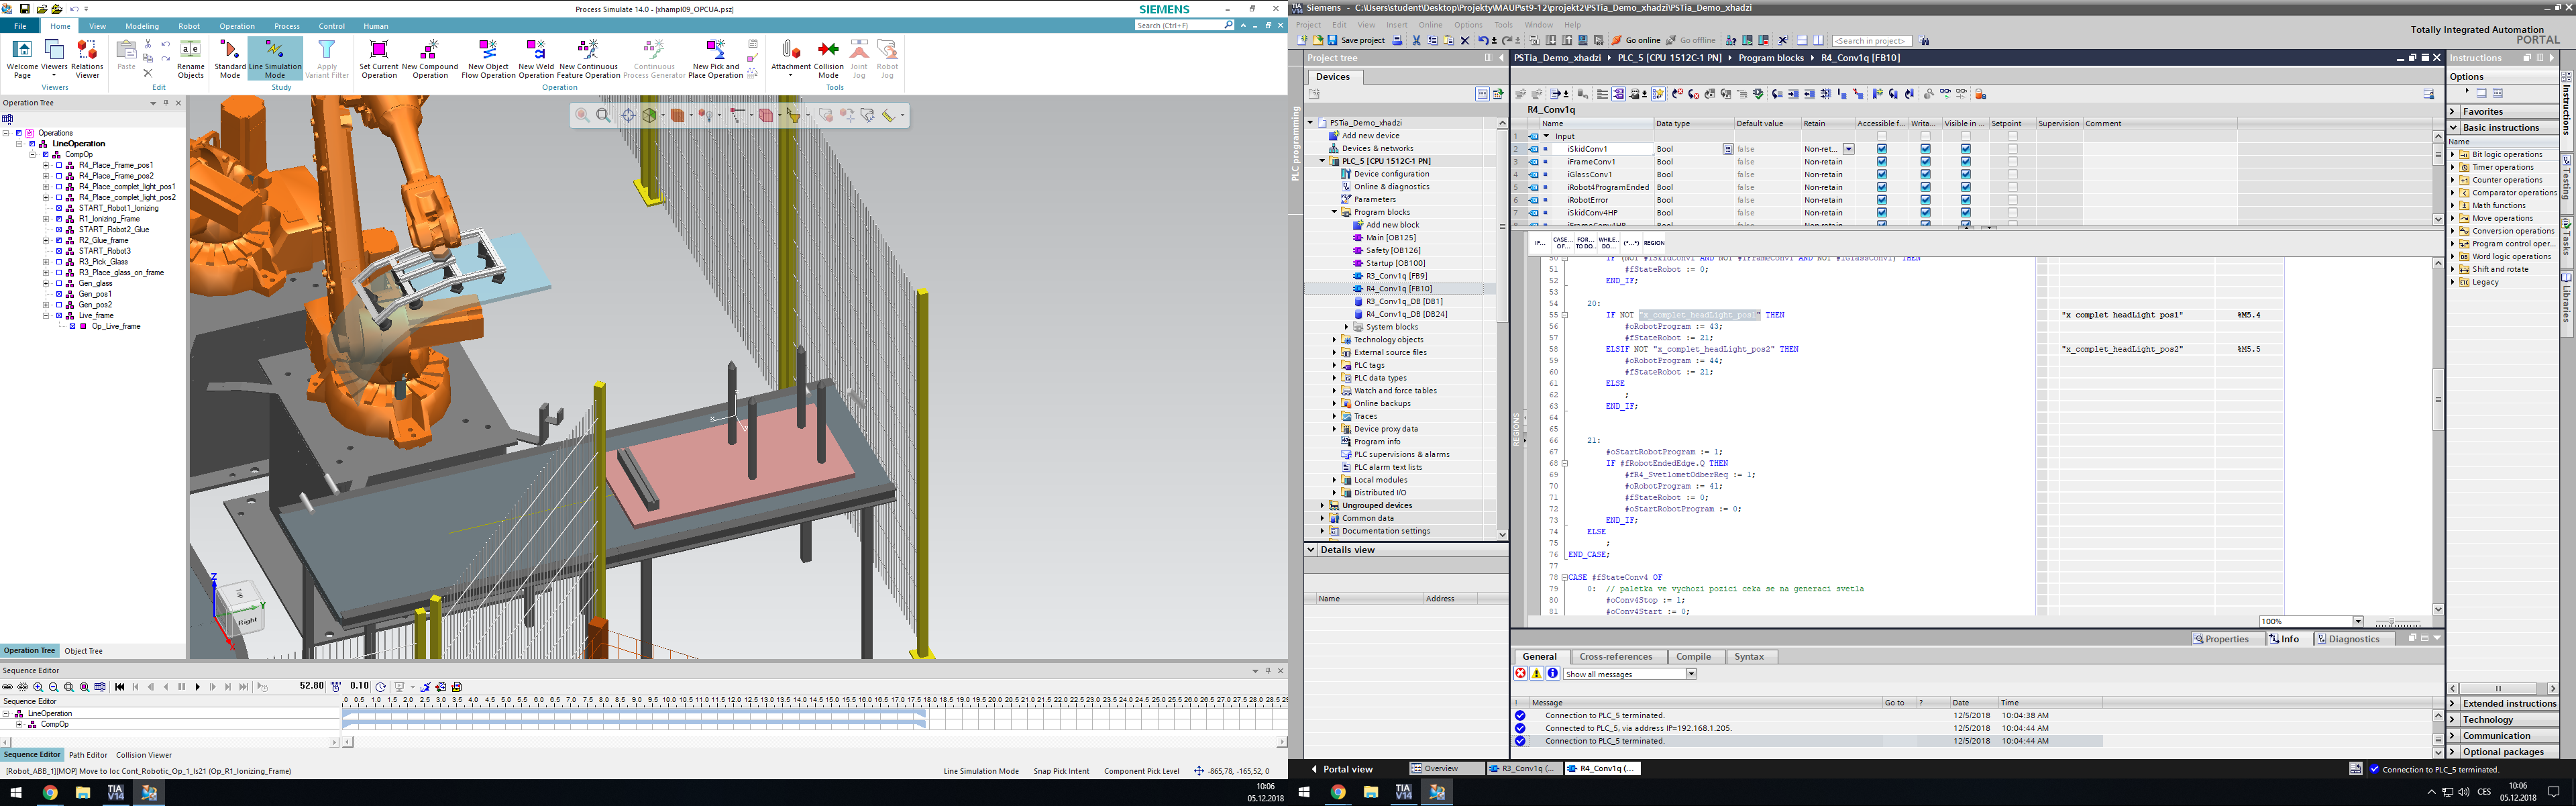 Process Simulate 14.0 - [xhampl09_OPCUA.psz]
SIEMENS
File Home View Modeling Robot Operation Process Control Human
Search (Ctrl+F)
Welcome Page
Viewers
Relations Viewer
Paste
Rename Objects
Standard Mode
Line Simulation Mode
Apply Variant Filter
Set Current Operation
New Compound Operation
New Object Flow Operation
New Weld Operation
New Continuous Feature Operation
Continuous Process Generator
New Pick and Place Operation
Attachment
Collision Mode
Joint Jog
Robot Jog
Viewers Edit Study Operation Tools
Operation Tree
Operations
LineOperation
CompOp
R4_Place_Frame_pos1
R4_Place_Frame_pos2
R4_Place_complet_light_pos1
R4_Place_complet_light_pos2
START_Robot1_Ionizing
R1_Ionizing_Frame
START_Robot2_Glue
R2_Glue_frame
START_Robot3
R3_Pick_Glass
R3_Place_glass_on_frame
Gen_glass
Gen_pos1
Gen_pos2
Live_frame
Op_Live_frame
Z
Y
X
Top
Right
Operation Tree Object Tree
Sequence Editor
52.80 0.10
Sequence Editor
LineOperation
CompOp
Sequence Editor Path Editor Collision Viewer
[Robot_ABB_1][MOP] Move to loc Cont_Robotic_Op_1_ls21 (Op_R1_Ionizing_Frame)
Line Simulation Mode Snap Pick Intent Component Pick Level -865,78, -165,52, 0
10:06
05.12.2018
Siemens - C:\Users\student\Desktop\Projekty\MAUP\st9-12\projekt2\PSTia_Demo_xhadzi\PSTia_Demo_xhadzi
Project Edit View Insert Online Options Tools Window Help
Save project Go online Go offline <Search in project>
Totally Integrated Automation
PORTAL
Project tree
Devices
PLC programming
PSTia_Demo_xhadzi
Add new device
Devices & networks
PLC_5 [CPU 1512C-1 PN]
Device configuration
Online & diagnostics
Parameters
Program blocks
Add new block
Main [OB125]
Safety [OB126]
Startup [OB100]
R3_Conv1q [FB9]
R4_Conv1q [FB10]
R3_Conv1q_DB [DB1]
R4_Conv1q_DB [DB24]
System blocks
Technology objects
External source files
PLC tags
PLC data types
Watch and force tables
Online backups
Traces
Device proxy data
Program info
PLC supervisions & alarms
PLC alarm text lists
Local modules
Distributed I/O
Ungrouped devices
Common data
Documentation settings
Details view
Name Address
PSTia_Demo_xhadzi PLC_5 [CPU 1512C-1 PN] Program blocks R4_Conv1q [FB10]
R4_Conv1q
Name Data type Default value Retain Accessible f... Writa... Visible in ... Setpoint Supervision Comment
1 Input
2 iSkidConv1 Bool false Non-ret...
3 iFrameConv1 Bool false Non-retain
4 iGlassConv1 Bool false Non-retain
5 iRobot4ProgramEnded Bool false Non-retain
6 iRobotError Bool false Non-retain
7 iSkidConv4HP Bool false Non-retain
IF... CASE... OF... FOR... TO DO... WHILE... DO... (*...*) REGION
REGIONS
50 IF (NOT #iSkidConv1 AND NOT #iFrameConv1 AND NOT #iGlassConv1) THEN
51 #fStateRobot := 0;
52 END_IF;
53
54 20:
55 IF NOT "x_complet_headLight_pos1" THEN "x complet headLight pos1" %M5.4
56 #oRobotProgram := 43;
57 #fStateRobot := 21;
58 ELSIF NOT "x_complet_headLight_pos2" THEN "x_complet_headLight_pos2" %M5.5
59 #oRobotProgram := 44;
60 #fStateRobot := 21;
61 ELSE
62 ;
63 END_IF;
64
65
66 21:
67 #oStartRobotProgram := 1;
68 IF #fRobotEndedEdge.Q THEN
69 #fR4_SvetlometOdberReq := 1;
70 #oRobotProgram := 41;
71 #fStateRobot := 0;
72 #oStartRobotProgram := 0;
73 END_IF;
74 ELSE
75 ;
76 END_CASE;
77
78 CASE #fStateConv4 OF
79 0: // paletka ve vychozi pozici ceka se na generaci svetla
80 #oConv4Stop := 1;
81 #oConv4Start := 0;
100%
Properties Info Diagnostics
General Cross-references Compile Syntax
Show all messages
! Message Go to ? Date Time
Connection to PLC_5 terminated. 12/5/2018 10:04:38 AM
Connected to PLC_5, via address IP=192.168.1.205. 12/5/2018 10:04:44 AM
Connection to PLC_5 terminated. 12/5/2018 10:04:44 AM
Instructions
Options
Favorites
Basic instructions
Name
Bit logic operations
Timer operations
Counter operations
Comparator operations
Math functions
Move operations
Conversion operations
Program control oper...
Word logic operations
Shift and rotate
Legacy
Extended instructions
Technology
Communication
Optional packages
Instructions
Testing
Tasks
Libraries
Portal view Overview R3_Conv1q (... R4_Conv1q (...
Connection to PLC_5 terminated.
CES
10:06
05.12.2018